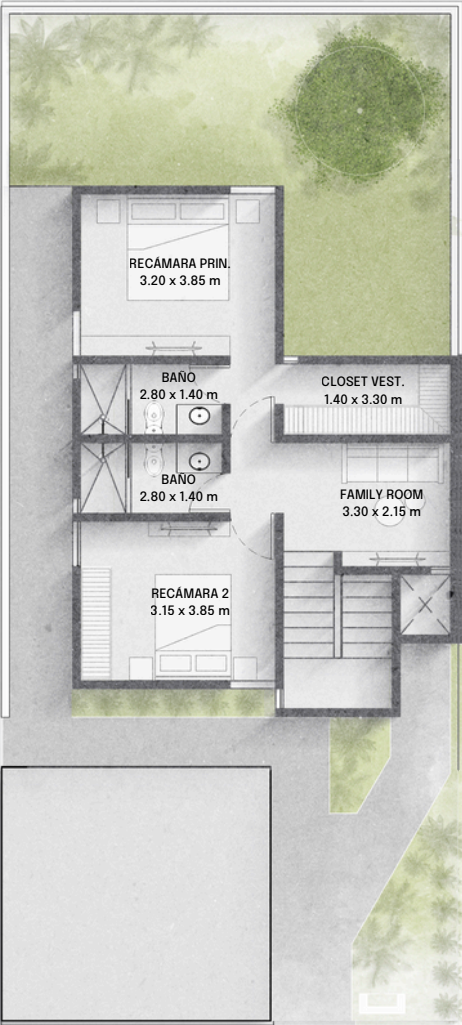 RECÁMARA PRIN.
3.20 x 3.85 m
BAÑO
2.80 x 1.40 m
CLOSET VEST.
1.40 x 3.30 m
BAÑO
2.80 x 1.40 m
FAMILY ROOM
3.30 x 2.15 m
RECÁMARA 2
3.15 x 3.85 m